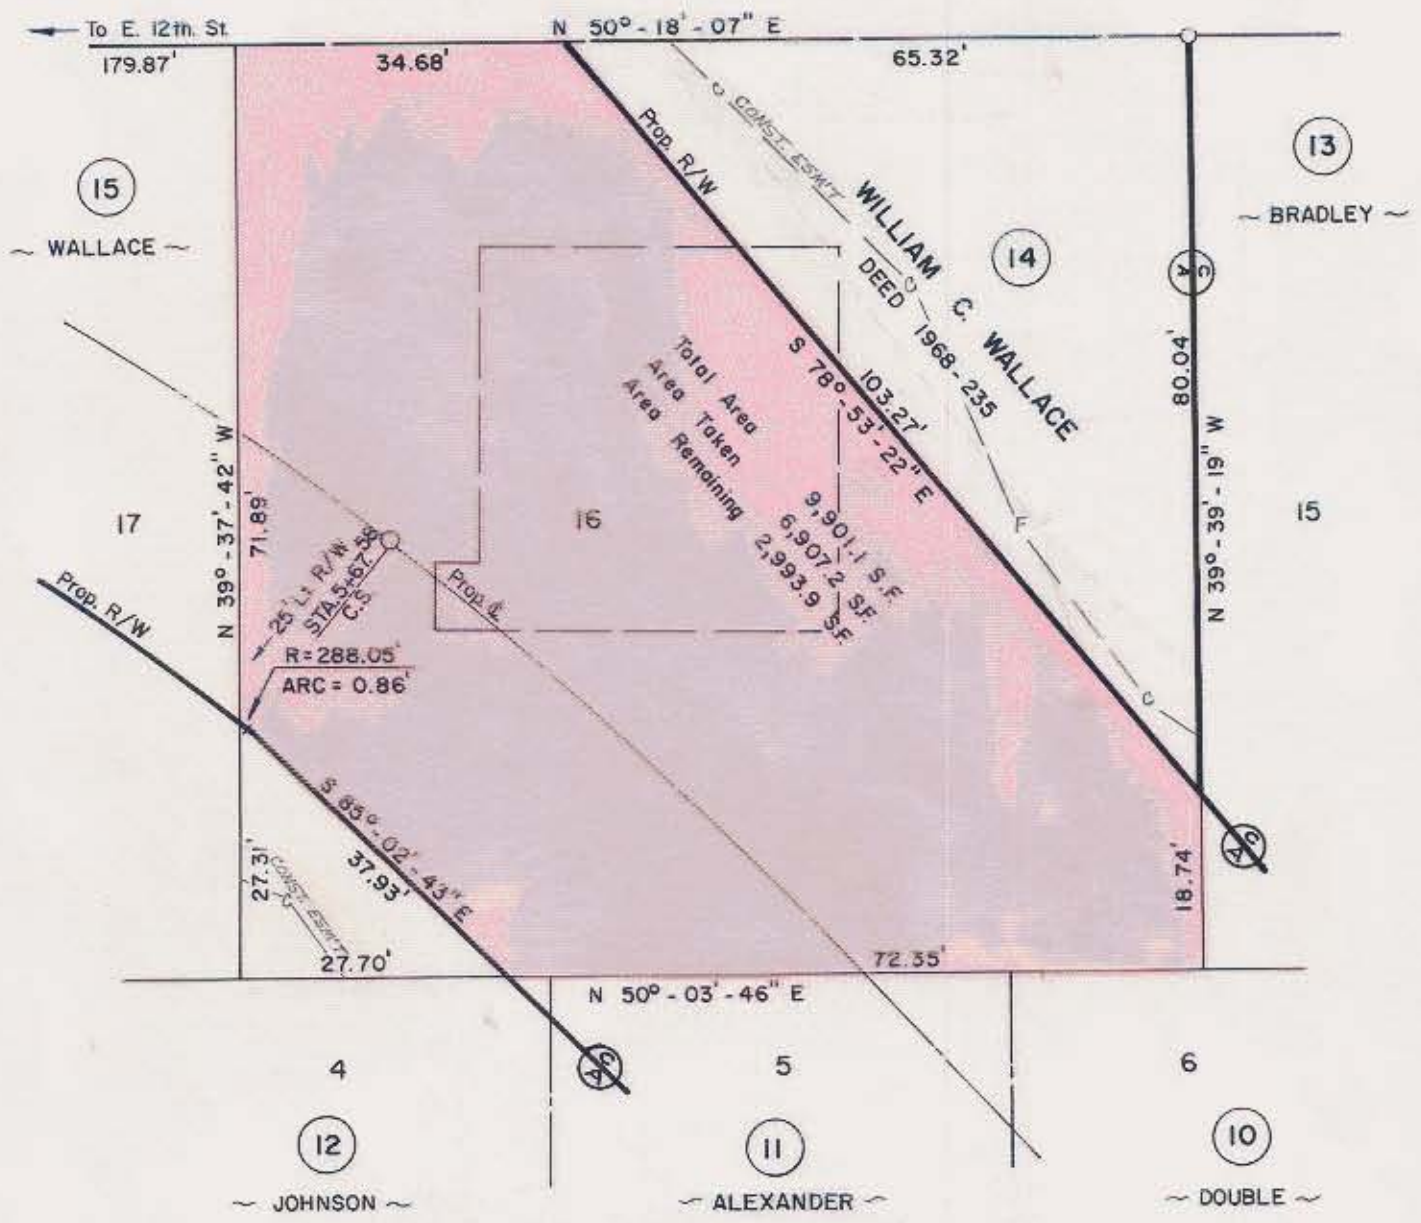 To E. 12th. St.
N 50° - 18' - 07" E
179.87'
34.68'
65.32'
Prop. R/W
CONST. ESM'T
13
~ BRADLEY ~
15
~ WALLACE ~
WILLIAM C. WALLACE
DEED 1968 - 235
14
C/A
80.04'
N 39° - 39' - 19" W
S 78° - 53' - 22" E
103.27'
Total Area 9,901.1 S.F.
Area Taken 6,907.2 S.F.
Area Remaining 2,993.9 S.F.
N 39° - 37' - 42" W
71.89'
17
16
15
F
C
Prop. R/W
25' Lt R/W
STA. 5+67.56
C.S.
Prop. ℄
R = 288.05'
ARC = 0.86'
S 85° - 02' - 43" E
37.93'
27.31'
CONST. ESM'T
C
27.70'
18.74'
C/A
72.35'
N 50° - 03' - 46" E
4
C/A
5
6
12
11
10
~ JOHNSON ~
~ ALEXANDER ~
~ DOUBLE ~